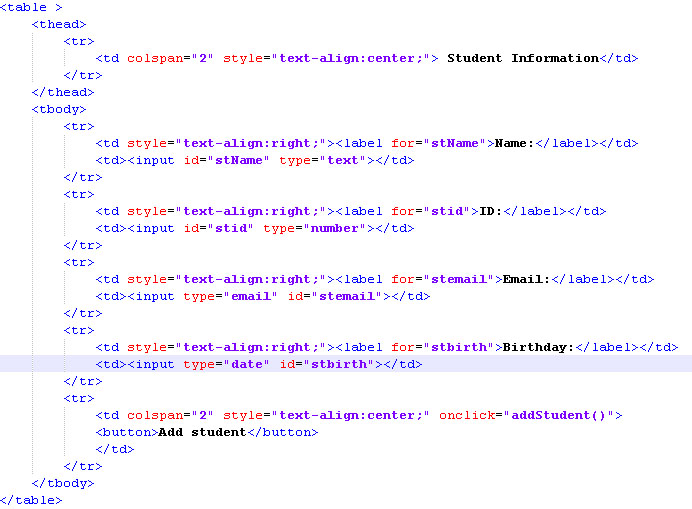 <table >
<thead>
<tr>
<td colspan="2" style="text-align:center;"> Student Information</td>
</tr>
</thead>
<tbody>
<tr>
<td style="text-align:right;"><label for="stName">Name:</label></td>
<td><input id="stName" type="text"></td>
</tr>
<tr>
<td style="text-align:right;"><label for="stid">ID:</label></td>
<td><input id="stid" type="number"></td>
</tr>
<tr>
<td style="text-align:right;"><label for="stemail">Email:</label></td>
<td><input type="email" id="stemail"></td>
</tr>
<tr>
<td style="text-align:right;"><label for="stbirth">Birthday:</label></td>
<td><input type="date" id="stbirth"></td>
</tr>
<tr>
<td colspan="2" style="text-align:center;" onclick="addStudent()">
<button>Add student</button>
</td>
</tr>
</tbody>
</table>